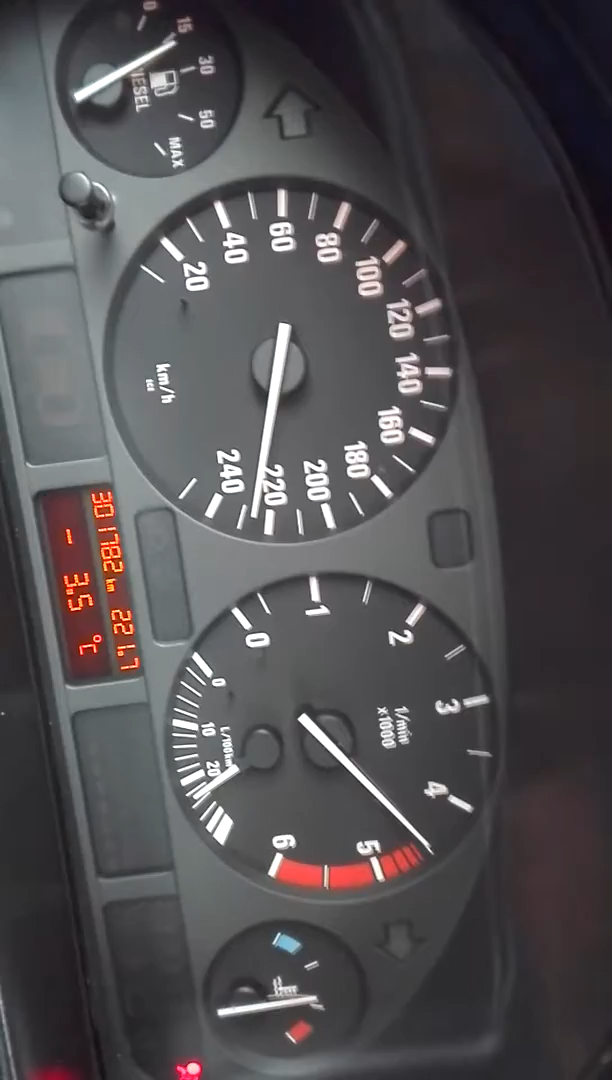 0 15 30 50 MAX
DIESEL
20 40 60 80 100 120 140 160 180 200 220 240
km/h
ece
301782 km 221.7
- 3.5 °C
0 1 2 3 4 5 6
1/min
x1000
0 10 20
L/100km